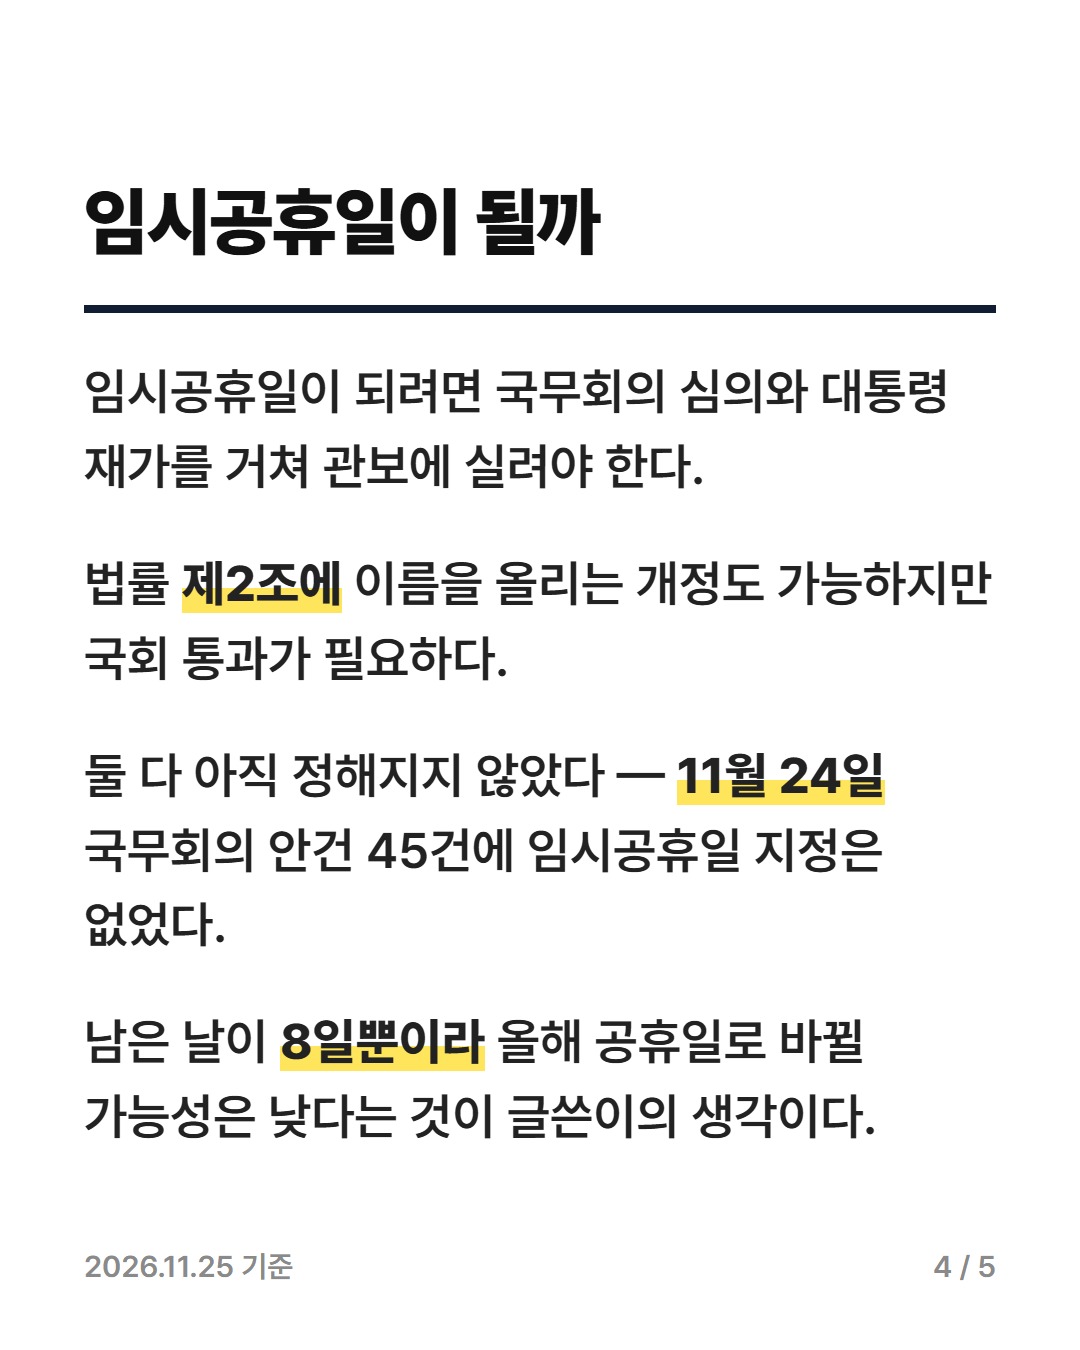 임시공휴일이 될까
임시공휴일이 되려면 국무회의 심의와 대통령
재가를 거쳐 관보에 실려야 한다.
법률 제2조에 이름을 올리는 개정도 가능하지만
국회 통과가 필요하다.
둘 다 아직 정해지지 않았다 — 11월 24일
국무회의 안건 45건에 임시공휴일 지정은
없었다.
남은 날이 8일뿐이라 올해 공휴일로 바뀔
가능성은 낮다는 것이 글쓴이의 생각이다.
2026.11.25 기준
4 / 5